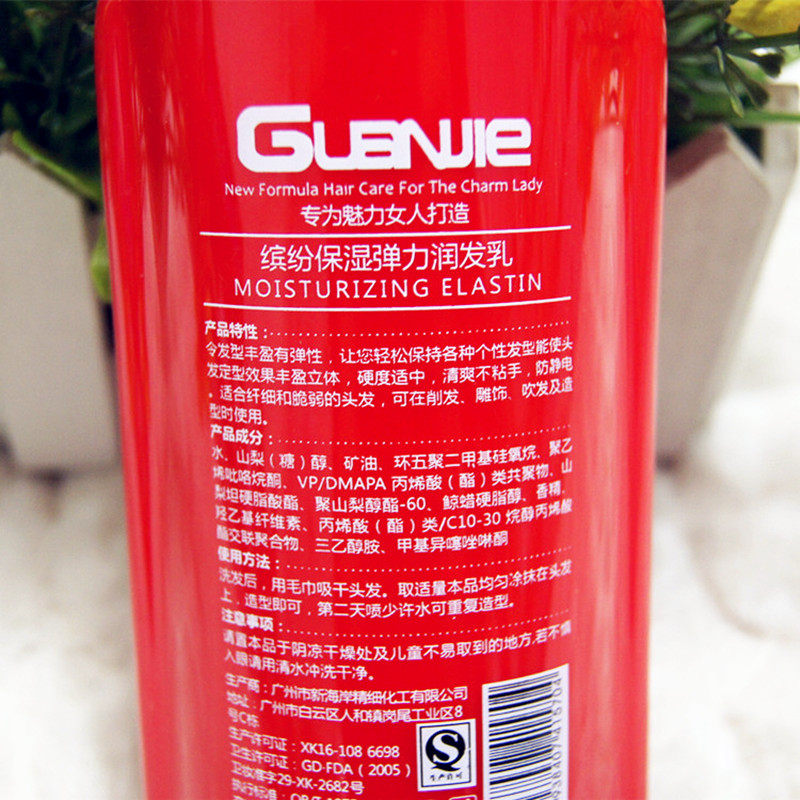 GUANJIE
New Formula Hair Care For The Charm Lady
专为魅力女人打造
缤纷保湿弹力润发乳
MOISTURIZING ELASTIN
产品特性：
令发型丰盈有弹性，让您轻松保持各种个性发型能使头
发定型效果丰盈立体，硬度适中，清爽不粘手，防静电
。适合纤细和脆弱的头发，可在削发、雕饰、吹发及造
型时使用。
产品成分：
水、山梨（糖）醇、矿油、环五聚二甲基硅氧烷、聚乙
烯吡咯烷酮、VP/DMAPA 丙烯酸（酯）类共聚物、山
梨坦硬脂酸酯、聚山梨醇酯-60、鲸蜡硬脂醇、香精、
羟乙基纤维素、丙烯酸（酯）类/C10-30 烷醇丙烯酸
酯交联聚合物、三乙醇胺、甲基异噻唑啉酮
使用方法：
洗发后，用毛巾吸干头发。取适量本品均匀涂抹在头发
上，造型即可，第二天喷少许水可重复造型。
注意事项：
请置本品于阴凉干燥处及儿童不易取到的地方,若不慎
入眼请用清水冲洗干净。
生产商：广州市新海岸精细化工有限公司
地址：广州市白云区人和镇岗尾工业区8
号C栋
生产许可证：XK16-108 6698
卫生许可证：GD-FDA（2005）
卫妆准字29-XK-2682号
执行标准：
生产许可